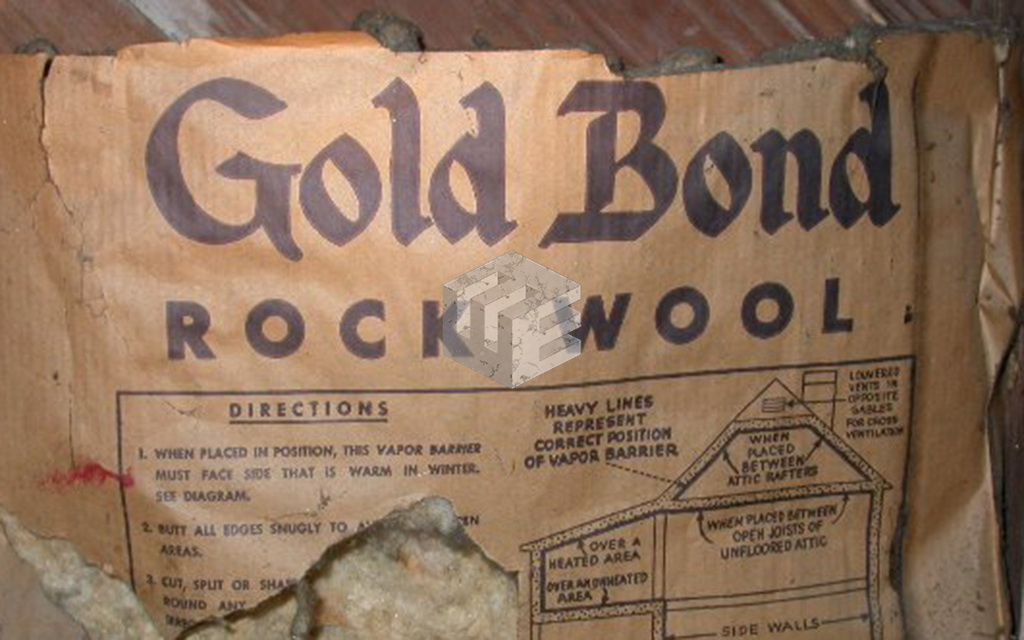 Gold Bond
ROCK WOOL
DIRECTIONS
1. WHEN PLACED IN POSITION, THIS VAPOR BARRIER
MUST FACE SIDE THAT IS WARM IN WINTER.
SEE DIAGRAM.
2. BUTT ALL EDGES SNUGLY TO
AREAS.
3. CUT, SPLIT OR
ROUND ANY
HEAVY LINES
REPRESENT
CORRECT POSITION
OF VAPOR BARRIER
LOUVERED
VENTS IN
OPPOSITE
GABLES
FOR CROSS
VENTILATION
WHEN
PLACED
BETWEEN
ATTIC RAFTERS
WHEN PLACED BETWEEN
OPEN JOISTS OF
UNFLOORED ATTIC
OVER A
HEATED AREA
OVER AN UNHEATED
AREA
SIDE WALLS